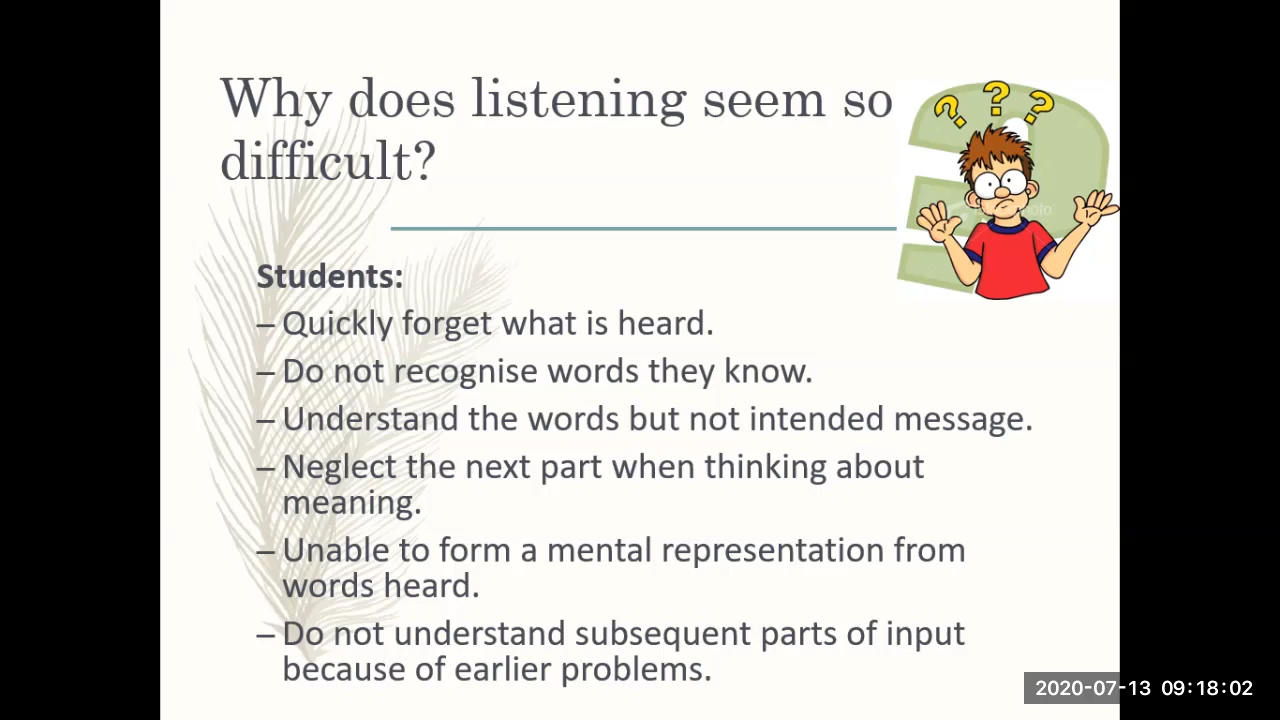 Why does listening seem so
difficult?
? ? ?
Students:
– Quickly forget what is heard.
– Do not recognise words they know.
– Understand the words but not intended message.
– Neglect the next part when thinking about
meaning.
– Unable to form a mental representation from
words heard.
– Do not understand subsequent parts of input
because of earlier problems.
2020-07-13 09:18:02